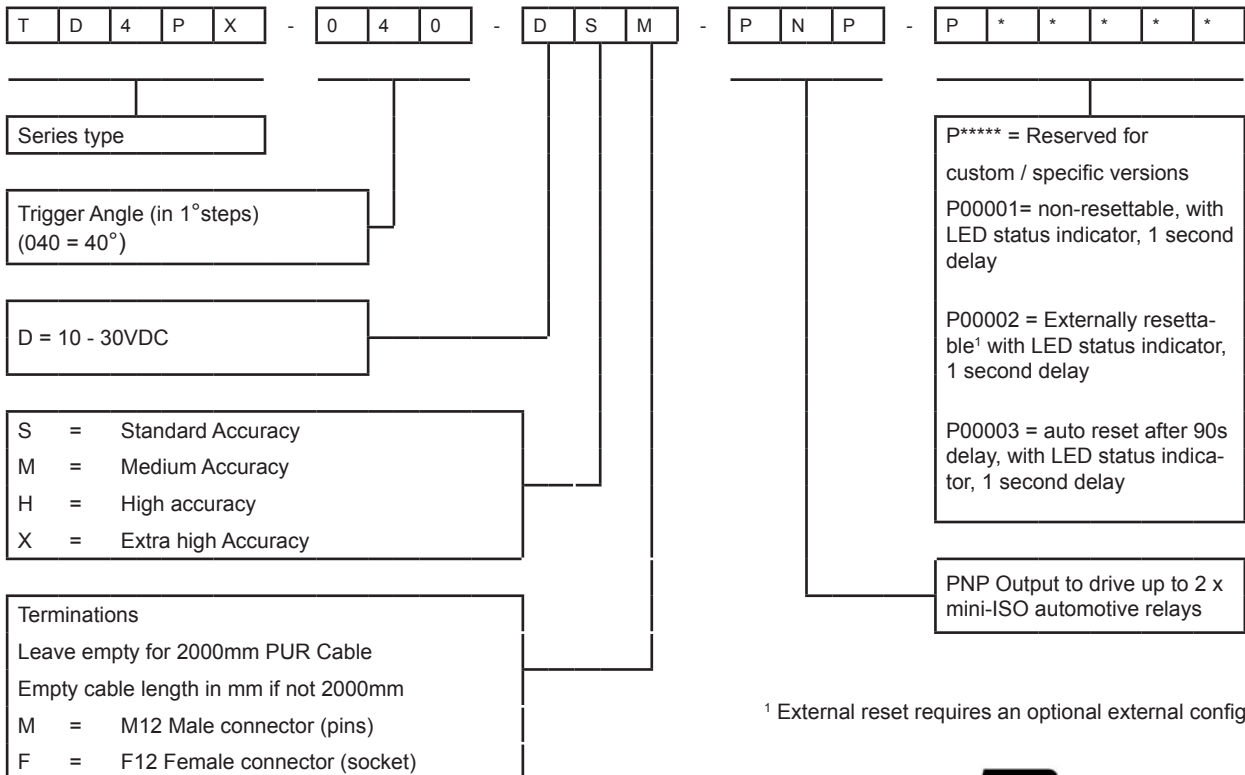 T D 4 P X - 0 4 0 - D S M - P N P - P * * * * *
Series type
Trigger Angle (in 1°steps)
(040 = 40°)
D = 10 - 30VDC
S = Standard Accuracy
M = Medium Accuracy
H = High accuracy
X = Extra high Accuracy
Terminations
Leave empty for 2000mm PUR Cable
Empty cable length in mm if not 2000mm
M = M12 Male connector (pins)
F = F12 Female connector (socket)
P***** = Reserved for
custom / specific versions
P00001= non-resettable, with
LED status indicator, 1 second
delay
P00002 = Externally resetta-
ble¹ with LED status indicator,
1 second delay
P00003 = auto reset after 90s
delay, with LED status indica-
tor, 1 second delay
PNP Output to drive up to 2 x
mini-ISO automotive relays
¹ External reset requires an optional external config